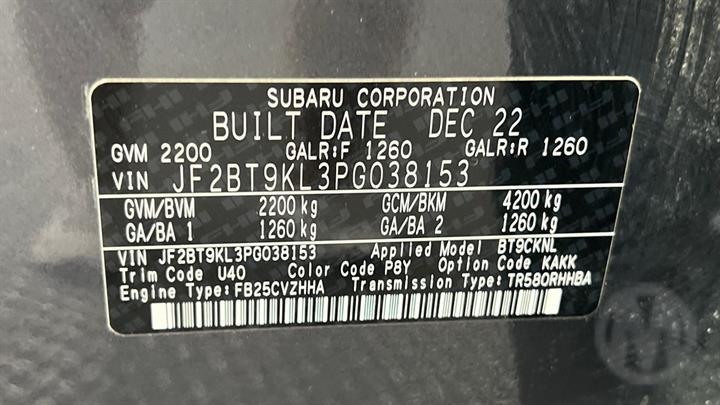 SUBARU CORPORATION
BUILT DATE DEC 22
GVM 2200 GALR:F 1260 GALR:R 1260
VIN JF2BT9KL3PG038153
GVM/BVM 2200 kg GCM/BKM 4200 kg
GA/BA 1 1260 kg GA/BA 2 1260 kg
VIN JF2BT9KL3PG038153 Applied Model BT9CKNL
Trim Code U40 Color Code P8Y Option Code KAKK
Engine Type:FB25CVZHHA Transmission Type:TR580RHHBA